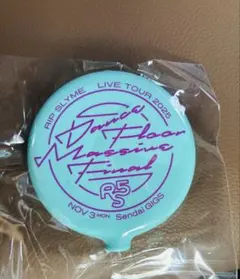 RIP SLYME LIVE TOUR 2025
Dance
Floor
Massive
Final
R5
S
NOV 3 MON Sendai GIGS